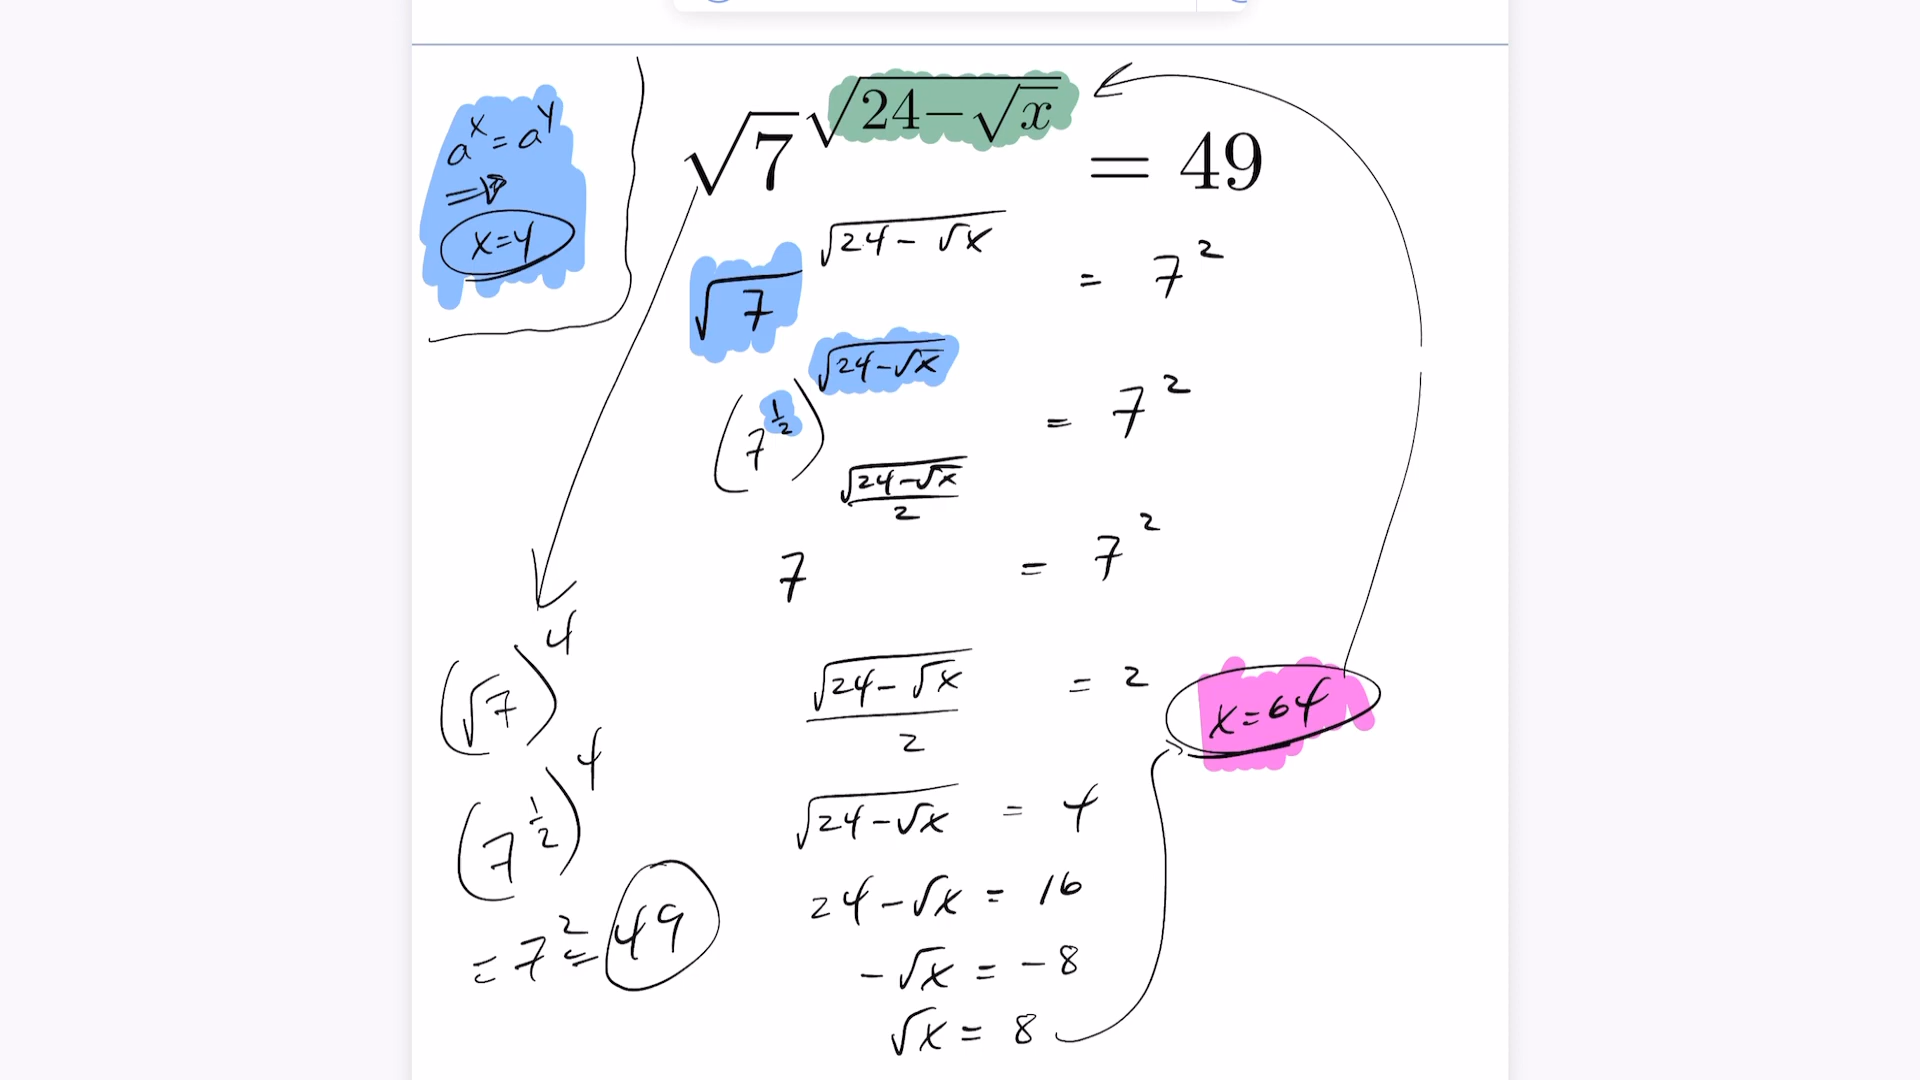 a^x = a^y
⇒
x=y
√7^√(24−√x) = 49
√7^√(24−√x) = 7^2
(7^(1/2))^√(24−√x) = 7^2
7^(√(24−√x)/2) = 7^2
√(24−√x)/2 = 2
√(24−√x) = 4
24−√x = 16
−√x = −8
√x = 8
x=64
(√7)^4
(7^(1/2))^4
= 7^2 = 49